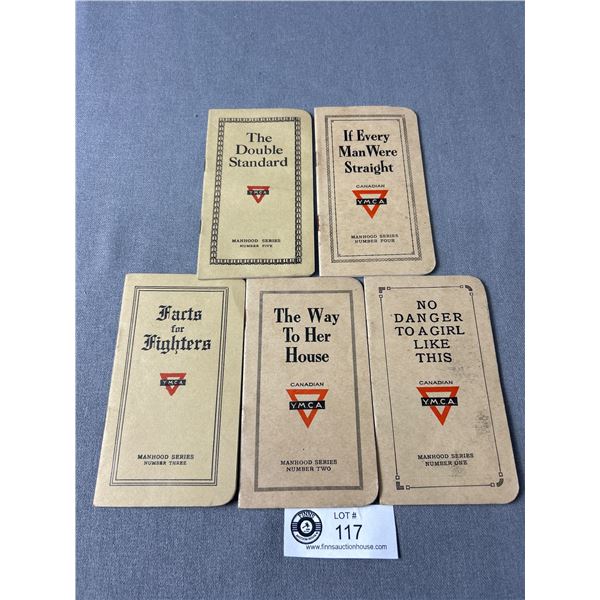 The
Double
Standard
YMCA
MANHOOD SERIES
NUMBER FIVE
If Every
Man Were
Straight
CANADIAN
YMCA
MANHOOD SERIES
NUMBER FOUR
Facts
for
Fighters
YMCA
MANHOOD SERIES
NUMBER THREE
The Way
To Her
House
CANADIAN
YMCA
MANHOOD SERIES
NUMBER TWO
NO
DANGER
TO A GIRL
LIKE
THIS
CANADIAN
YMCA
MANHOOD SERIES
NUMBER ONE
FINNS
LOT #
117
www.finnsauctionhouse.com